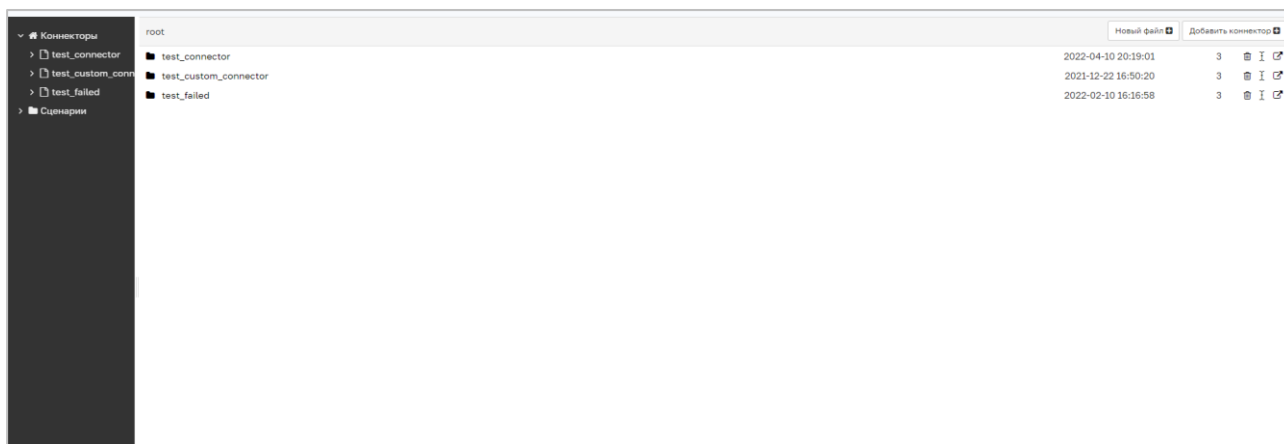 Коннекторы
test_connector
test_custom_conn
test_failed
Сценарии
root
Новый файл
Добавить коннектор
test_connector 2022-04-10 20:19:01 3
test_custom_connector 2021-12-22 16:50:20 3
test_failed 2022-02-10 16:16:58 3